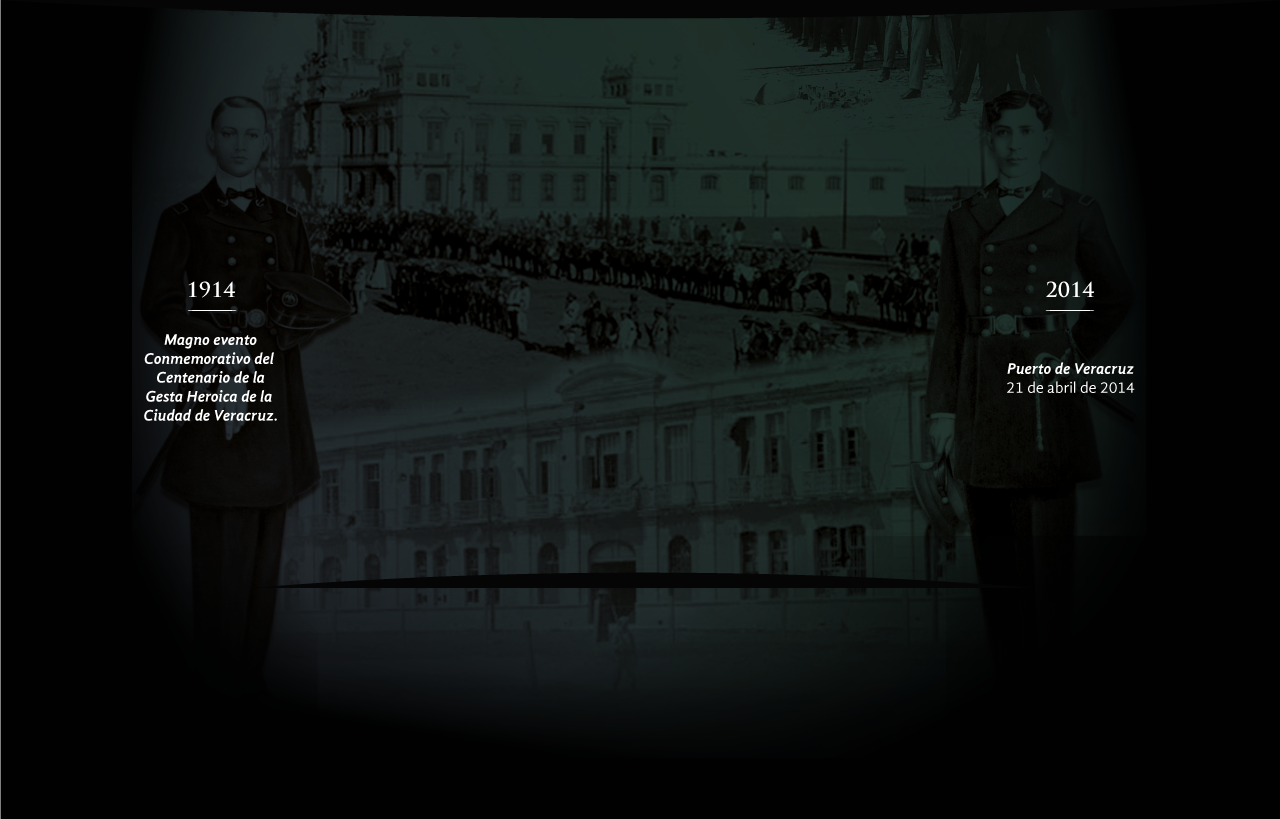 1914
Magno evento
Conmemorativo del
Centenario de la
Gesta Heroica de la
Ciudad de Veracruz.
2014
Puerto de Veracruz
21 de abril de 2014